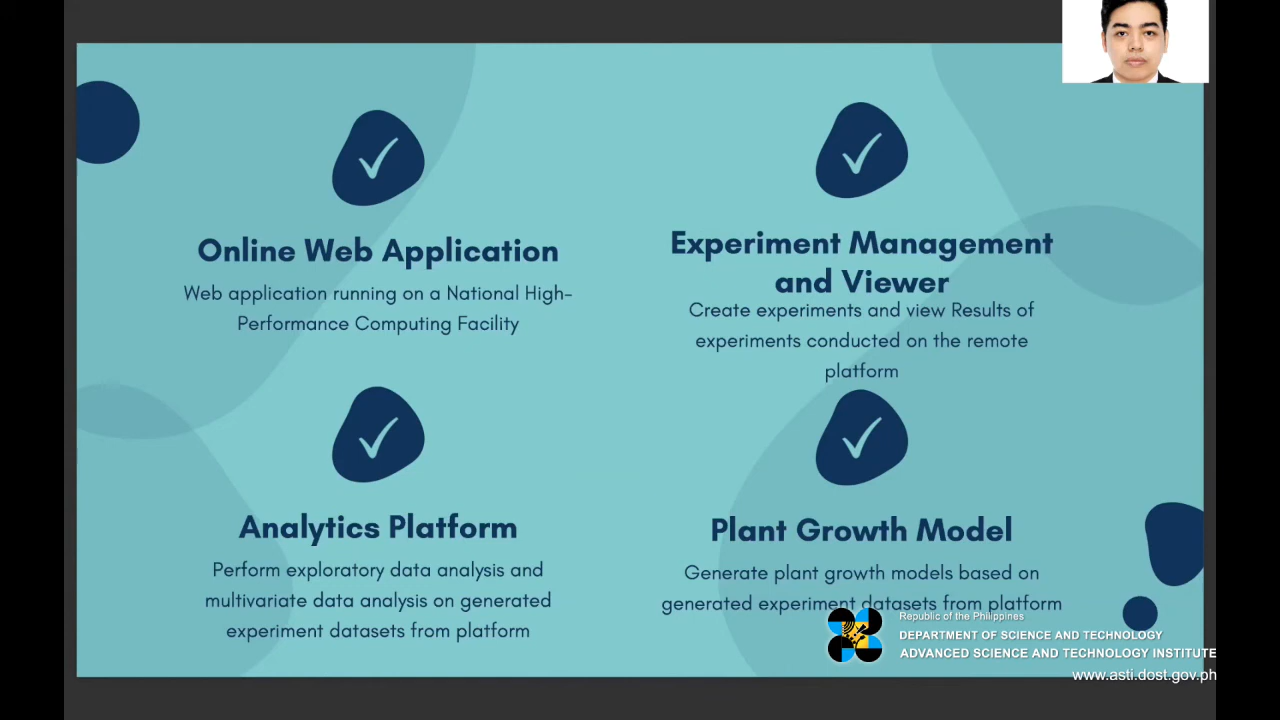 Online Web Application
Web application running on a National High-
Performance Computing Facility
Experiment Management
and Viewer
Create experiments and view Results of
experiments conducted on the remote
platform
Analytics Platform
Perform exploratory data analysis and
multivariate data analysis on generated
experiment datasets from platform
Plant Growth Model
Generate plant growth models based on
generated experiment datasets from platform
Republic of the Philippines
DEPARTMENT OF SCIENCE AND TECHNOLOGY
ADVANCED SCIENCE AND TECHNOLOGY INSTITUTE
www.asti.dost.gov.ph